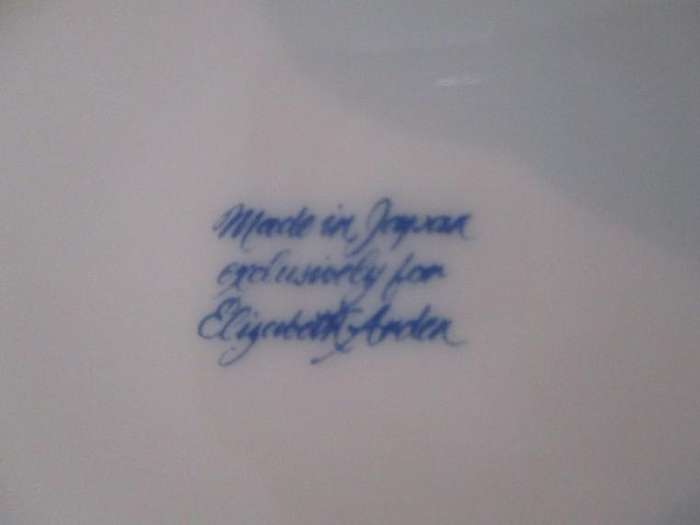 Made in Japan
exclusively for
Elizabeth Arden